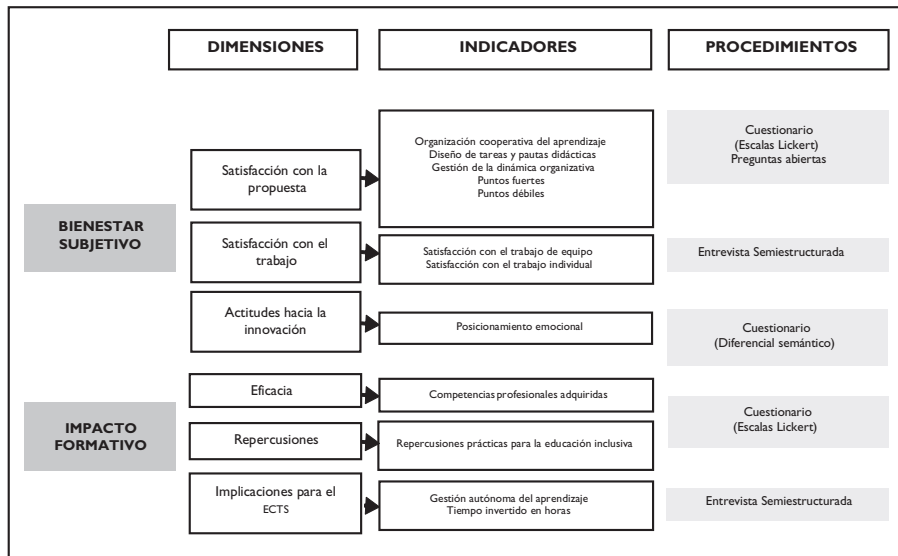 DIMENSIONES
INDICADORES
PROCEDIMIENTOS
BIENESTAR
SUBJETIVO
Satisfacción con la
propuesta
Organización cooperativa del aprendizaje
Diseño de tareas y pautas didácticas
Gestión de la dinámica organizativa
Puntos fuertes
Puntos débiles
Cuestionario
(Escalas Lickert)
Preguntas abiertas
Satisfacción con el
trabajo
Satisfacción con el trabajo de equipo
Satisfacción con el trabajo individual
Entrevista Semiestructurada
Actitudes hacia la
innovación
Posicionamiento emocional
Cuestionario
(Diferencial semántico)
IMPACTO
FORMATIVO
Eficacia
Competencias profesionales adquiridas
Cuestionario
(Escalas Lickert)
Repercusiones
Repercusiones prácticas para la educación inclusiva
Implicaciones para el
ECTS
Gestión autónoma del aprendizaje
Tiempo invertido en horas
Entrevista Semiestructurada